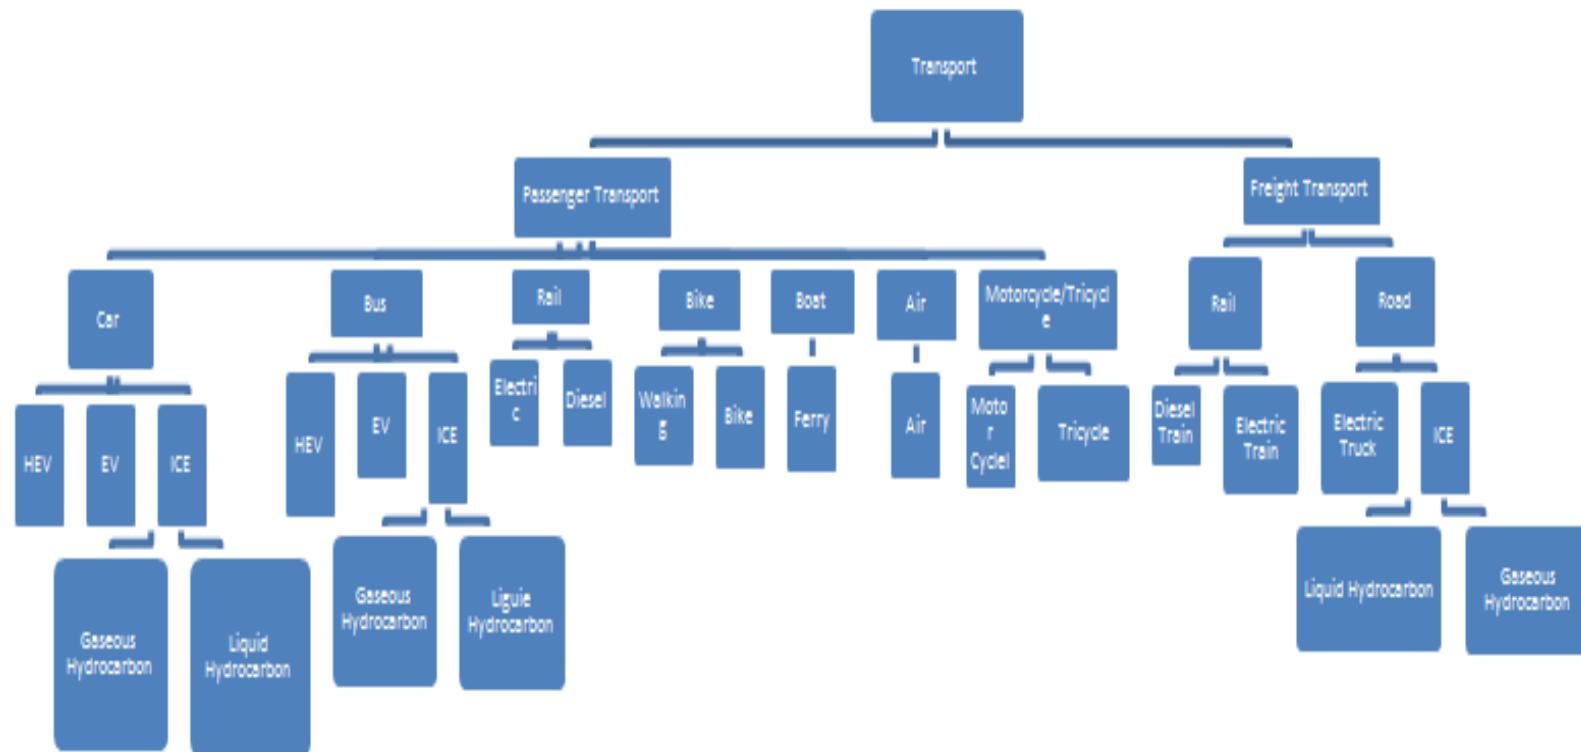 Transport
Passenger Transport
Freight Transport
Car
Bus
Rail
Bike
Boat
Air
Motorcycle/Tricycl
e
Rail
Road
HEV
EV
ICE
HEV
EV
ICE
Electri
c
Diesel
Walkin
g
Bike
Ferry
Air
Moto
r
Cyclel
Tricycle
Diesel
Train
Electric
Train
Electric
Truck
ICE
Gaseous
Hydrocarbon
Liquid
Hydrocarbon
Gaseous
Hydrocarbon
Liguie
Hydrocarbon
Liquid Hydrocarbon
Gaseous
Hydrocarbon